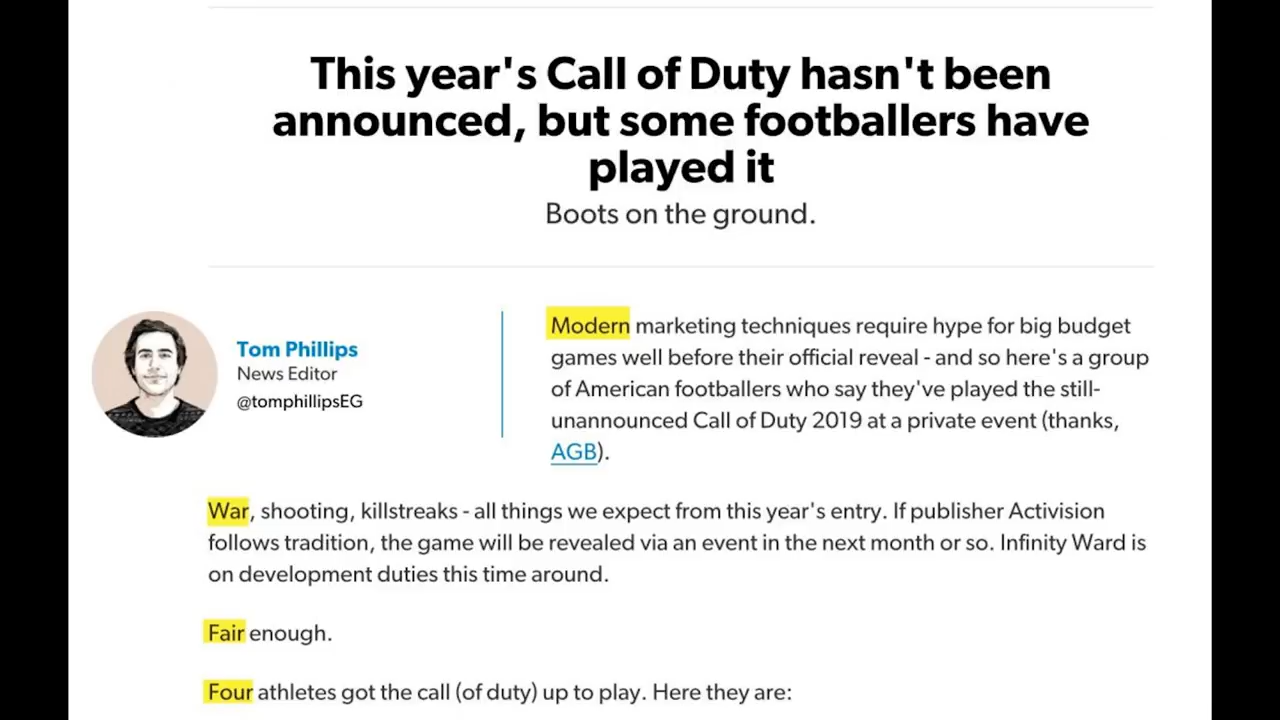 This year's Call of Duty hasn't been
announced, but some footballers have
played it
Boots on the ground.
Tom Phillips
News Editor
@tomphillipsEG
Modern marketing techniques require hype for big budget
games well before their official reveal - and so here's a group
of American footballers who say they've played the still-
unannounced Call of Duty 2019 at a private event (thanks,
AGB).
War, shooting, killstreaks - all things we expect from this year's entry. If publisher Activision
follows tradition, the game will be revealed via an event in the next month or so. Infinity Ward is
on development duties this time around.
Fair enough.
Four athletes got the call (of duty) up to play. Here they are: